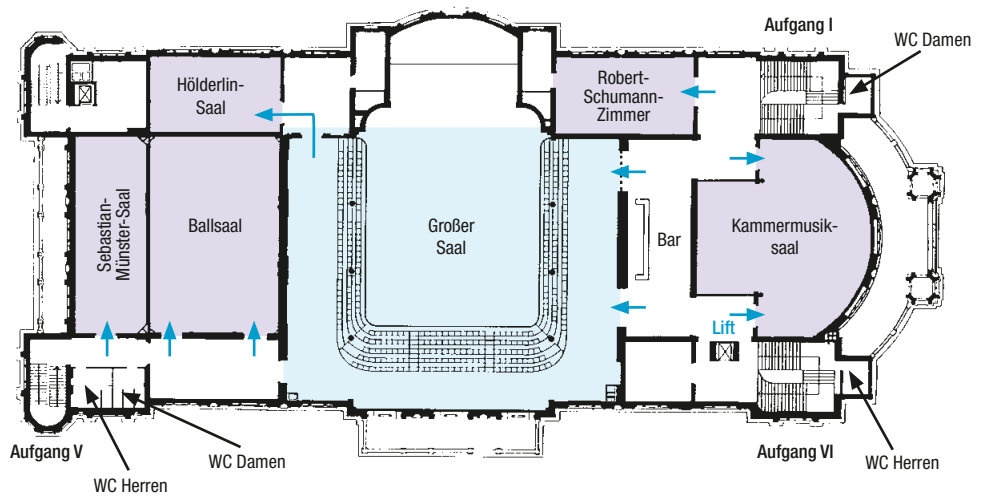 Aufgang I
WC Damen
Hölderlin-
Saal
Robert-
Schumann-
Zimmer
Sebastian-
Münster-Saal
Ballsaal
Großer
Saal
Bar
Kammermusik-
saal
Lift
Aufgang V
WC Damen
WC Herren
Aufgang VI
WC Herren